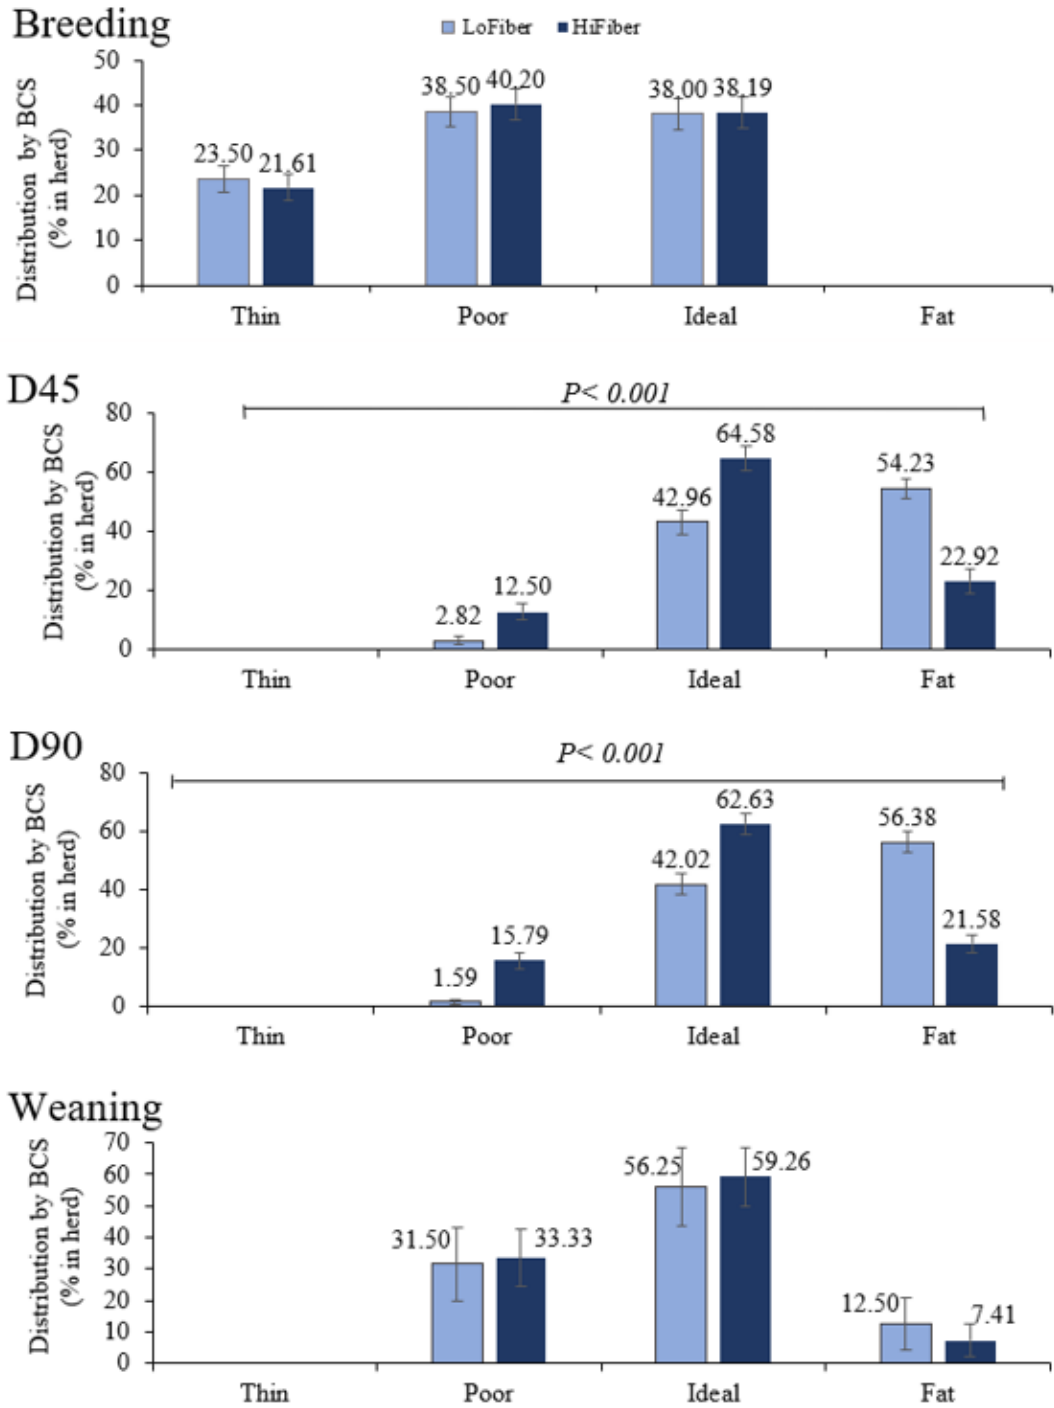 Breeding
LoFiber HiFiber
Distribution by BCS
(% in herd)
50
40
30
20
10
0
23.50 21.61
38.50 40.20
38.00 38.19
Thin Poor Ideal Fat
D45
P< 0.001
Distribution by BCS
(% in herd)
80
60
40
20
0
2.82 12.50
42.96 64.58
54.23 22.92
Thin Poor Ideal Fat
D90
P< 0.001
Distribution by BCS
(% in herd)
80
60
40
20
0
1.59 15.79
42.02 62.63
56.38 21.58
Thin Poor Ideal Fat
Weaning
Distribution by BCS
(% in herd)
70
60
50
40
30
20
10
0
31.50 33.33
56.25 59.26
12.50 7.41
Thin Poor Ideal Fat